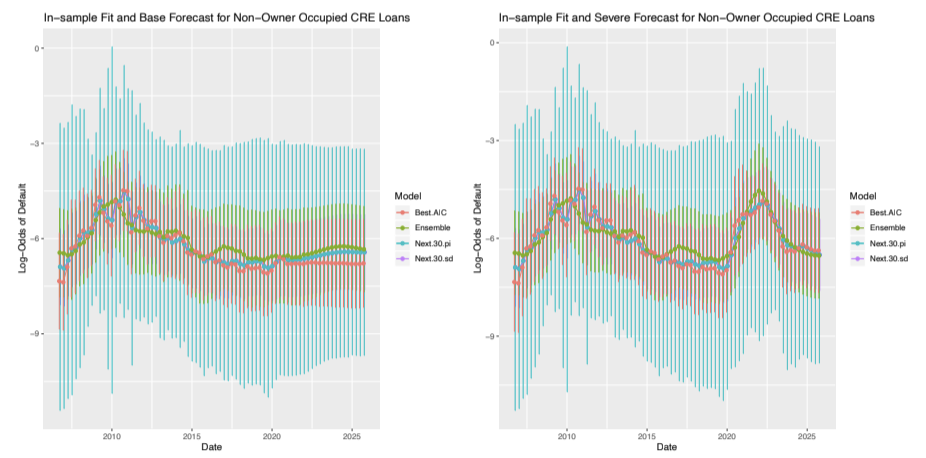 In−sample Fit and Base Forecast for Non−Owner Occupied CRE Loans
0
−3
−6
−9
Log−Odds of Default
2010 2015 2020 2025
Date
Model
Best.AIC
Ensemble
Next.30.pi
Next.30.sd
In−sample Fit and Severe Forecast for Non−Owner Occupied CRE Loans
0
−3
−6
−9
Log−Odds of Default
2010 2015 2020 2025
Date
Model
Best.AIC
Ensemble
Next.30.pi
Next.30.sd